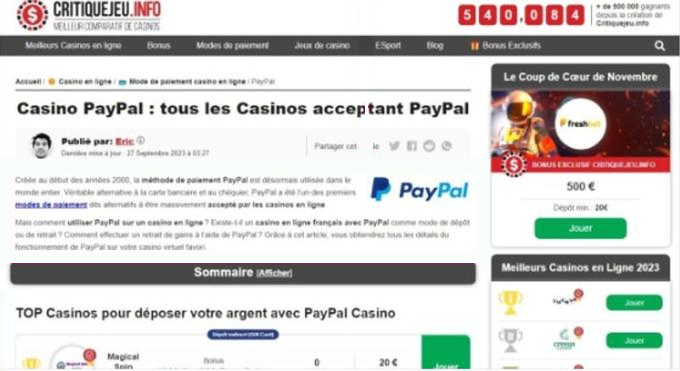 CRITIQUEJEU.INFO
MEILLEUR COMPARATIF DE CASINOS
540,084
+ de 500 000 gagnants
depuis la création de
Critiquejeu.info
Meilleurs Casinos en ligne Bonus Modes de paiement Jeux de casino ESport Blog Bonus Exclusifs
Accueil / Casino en ligne / Mode de paiement casino en ligne / PayPal
Casino PayPal : tous les Casinos acceptant PayPal
Publié par: Eric
Dernière mise à jour : 27 Septembre 2023 à 03:27
Partager cet le
Créée au début des années 2000, la méthode de paiement PayPal est désormais utilisée dans le
monde entier. Véritable alternative à la carte bancaire et au chéquier, PayPal a été l'un des premiers
modes de paiement dits alternatifs à être massivement accepté par les casinos en ligne.
PayPal
Mais comment utiliser PayPal sur un casino en ligne ? Existe-t-il un casino en ligne français avec PayPal comme mode de dépôt
ou de retrait ? Comment effectuer un retrait de gains à l'aide de PayPal ? Grâce à cet article, vous obtiendrez tous les détails du
fonctionnement de PayPal sur votre casino virtuel favori.
Sommaire [Afficher]
TOP Casinos pour déposer votre argent avec PayPal Casino
Dépôt indirect (Gift Card)
Magical
Spin
Bonus
0
20 €
Jouer
Le Coup de Cœur de Novembre
freshbet
BONUS EXCLUSIF CRITIQUEJEU.INFO
500 €
Dépôt min : 20€
Jouer
Meilleurs Casinos en Ligne 2023
Jouer
cresus
Jouer